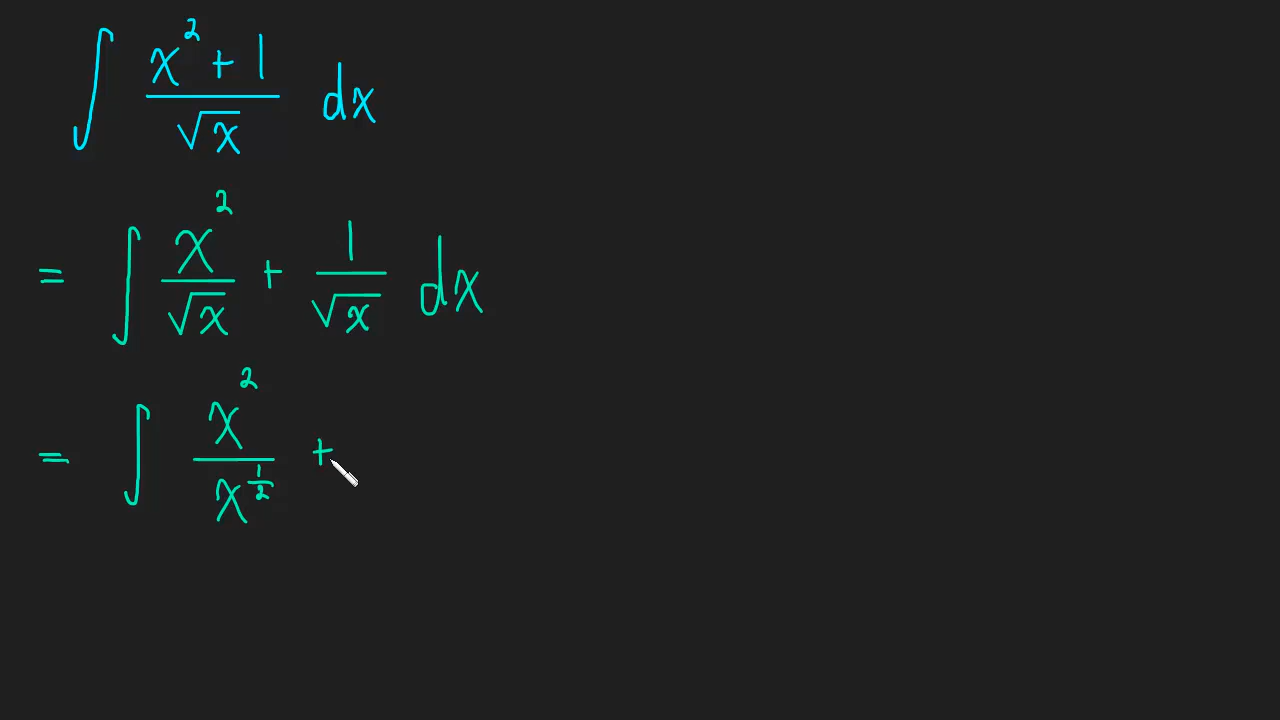 ∫ (x² + 1)/√x dx
= ∫ x²/√x + 1/√x dx
= ∫ x²/x^(1/2) +